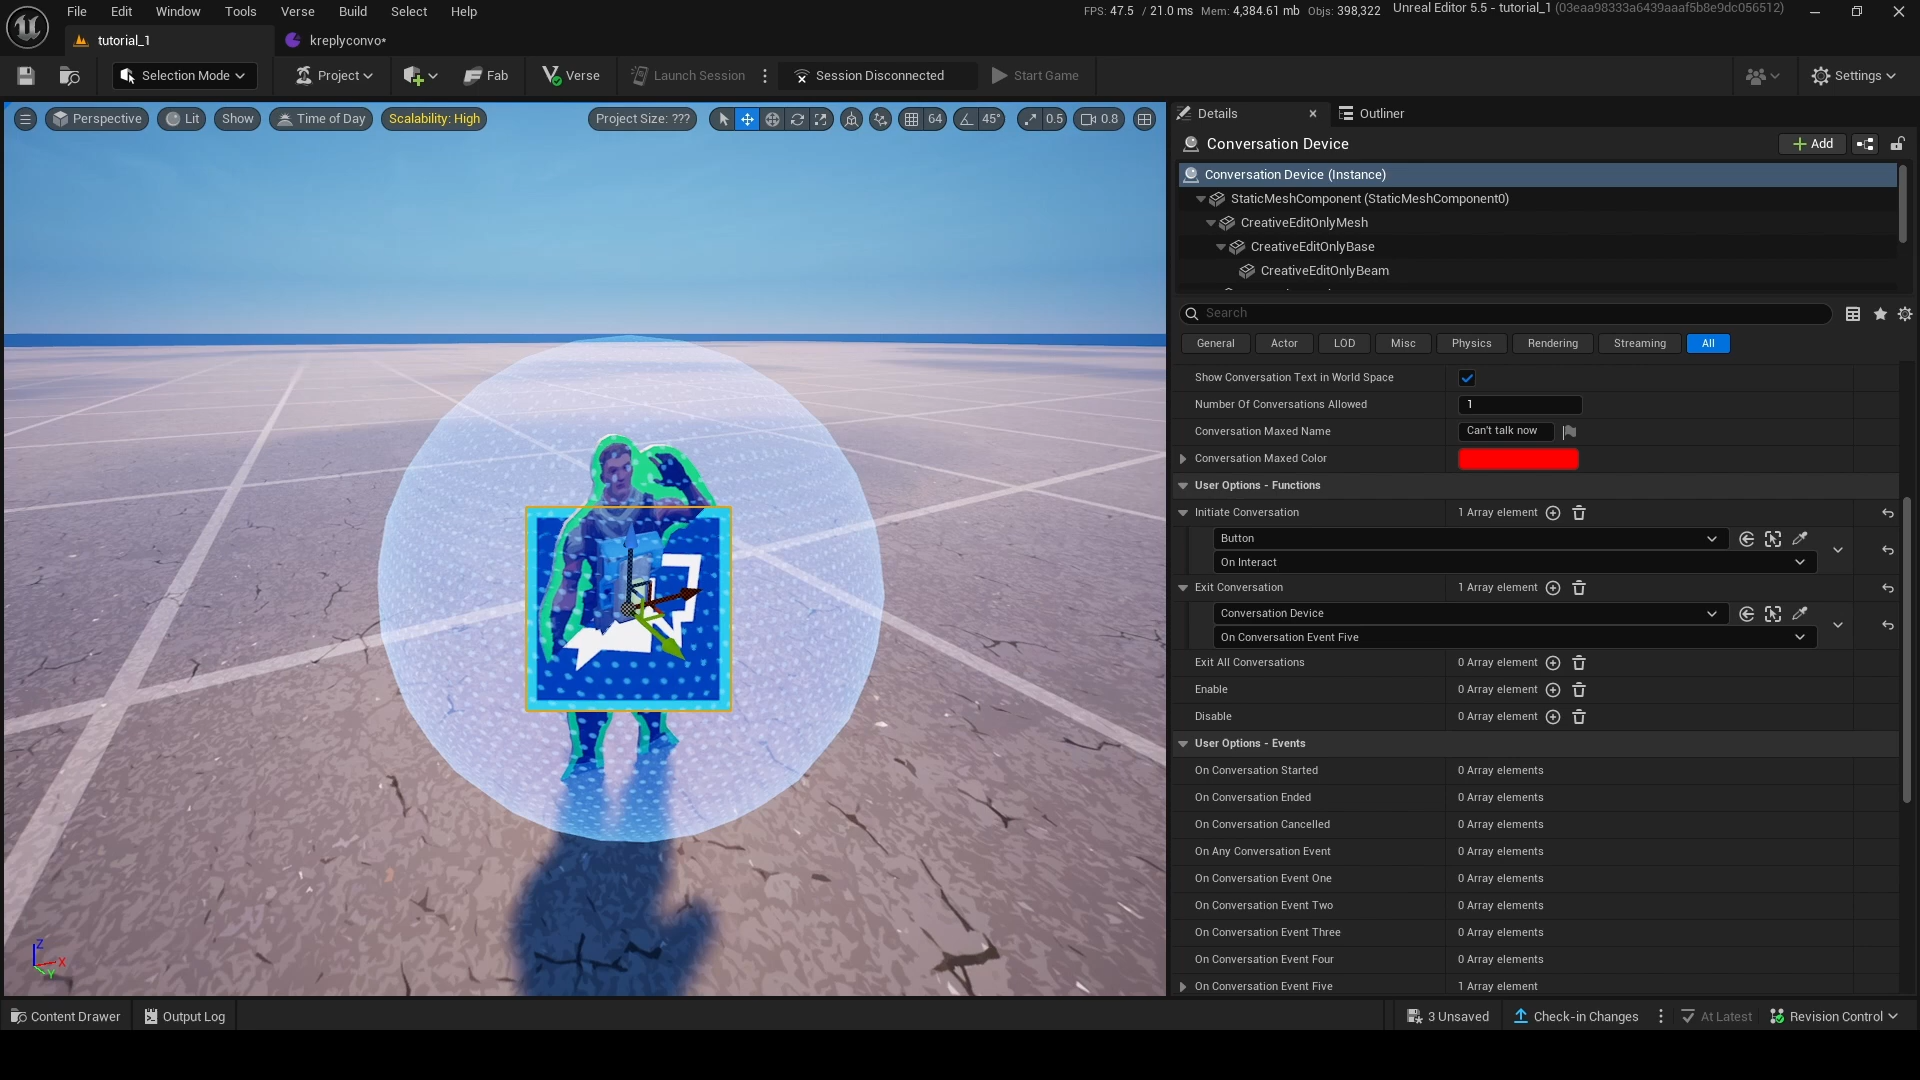 File Edit Window Tools Verse Build Select Help
FPS: 47.5 / 21.0 ms Mem: 4,384.61 mb Objs: 398,322 Unreal Editor 5.5 - tutorial_1 (03eaa98333a6439aaaf5b8e9dc056512)
tutorial_1 kreplyconvo*
Selection Mode Project Fab Verse Launch Session Session Disconnected Start Game Settings
Perspective Lit Show Time of Day Scalability: High Project Size: ??? 64 45° 0.5 0.8
Details Outliner
Conversation Device Add
Conversation Device (Instance)
StaticMeshComponent (StaticMeshComponent0)
CreativeEditOnlyMesh
CreativeEditOnlyBase
CreativeEditOnlyBeam
Search
General Actor LOD Misc Physics Rendering Streaming All
Show Conversation Text in World Space
Number Of Conversations Allowed 1
Conversation Maxed Name Can't talk now
Conversation Maxed Color
User Options - Functions
Initiate Conversation 1 Array element
Button
On Interact
Exit Conversation 1 Array element
Conversation Device
On Conversation Event Five
Exit All Conversations 0 Array element
Enable 0 Array element
Disable 0 Array element
User Options - Events
On Conversation Started 0 Array elements
On Conversation Ended 0 Array elements
On Conversation Cancelled 0 Array elements
On Any Conversation Event 0 Array elements
On Conversation Event One 0 Array elements
On Conversation Event Two 0 Array elements
On Conversation Event Three 0 Array elements
On Conversation Event Four 0 Array elements
On Conversation Event Five 1 Array element
Z
X
Y
Content Drawer Output Log 3 Unsaved Check-in Changes At Latest Revision Control